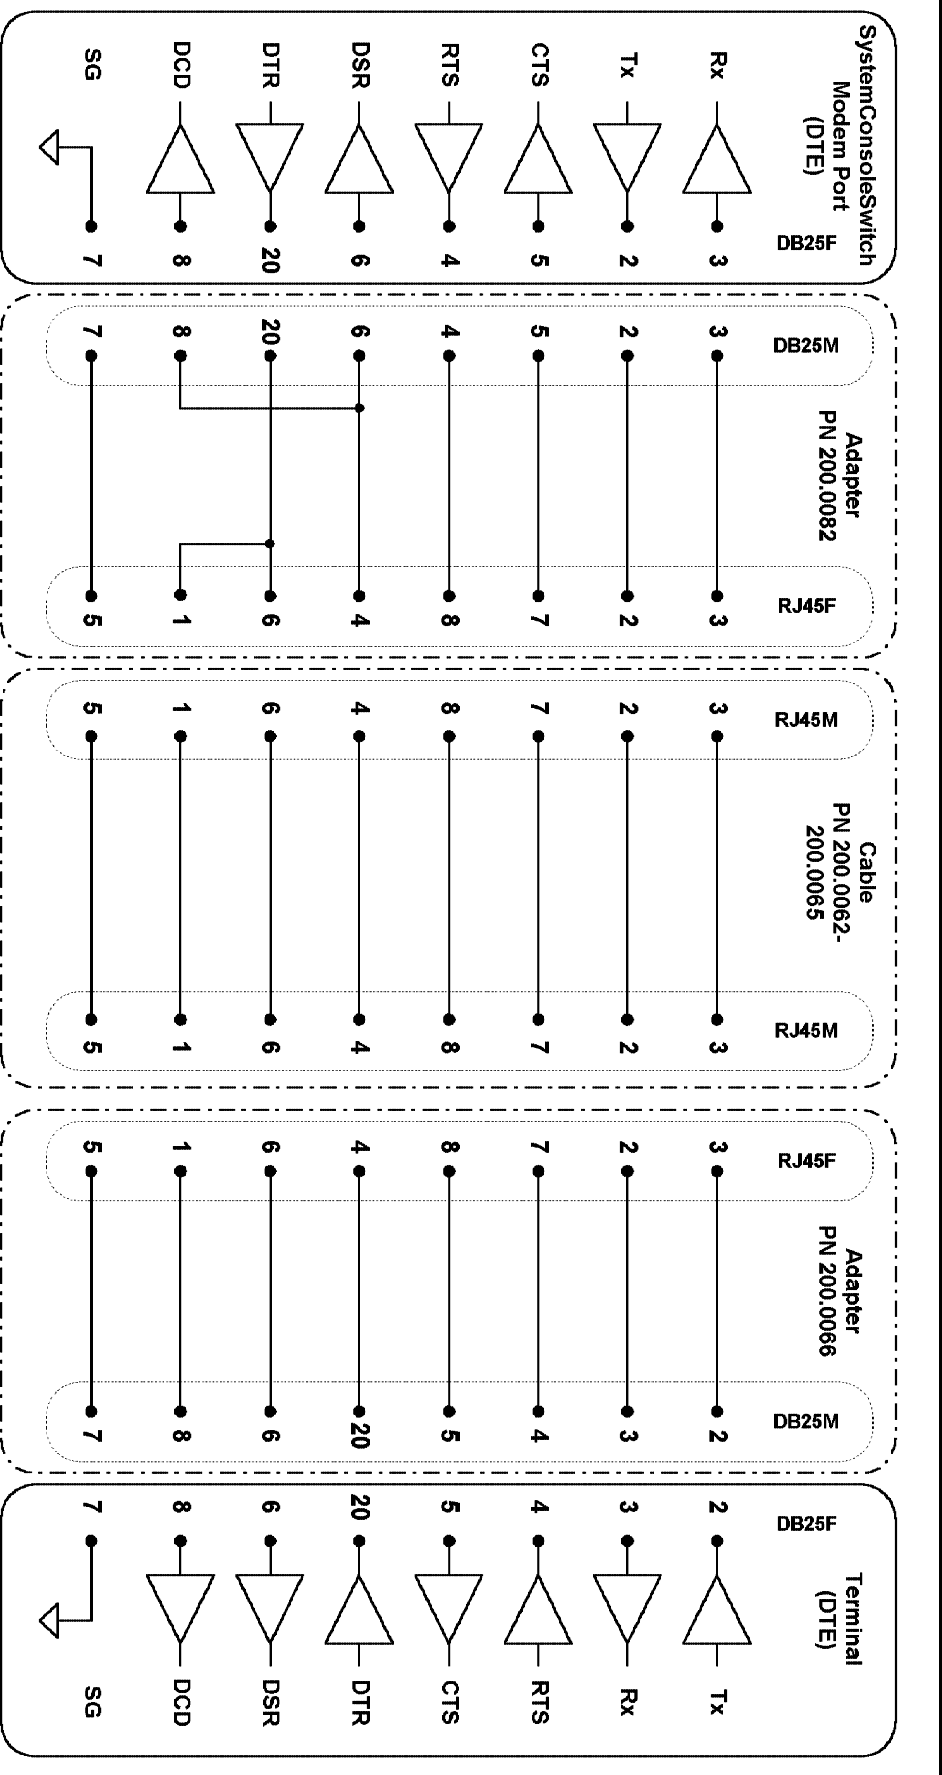 SystemConsoleSwitch
Modem Port
(DTE)
DB25F
Rx
3
Tx
2
CTS
5
RTS
4
DSR
6
DTR
20
DCD
8
SG
7
Adapter
PN 200.0082
DB25M
RJ45F
3
3
2
2
5
7
4
8
6
4
20
6
8
1
7
5
Cable
PN 200.0062-
200.0065
RJ45M
RJ45M
3
3
2
2
7
7
8
8
4
4
6
6
1
1
5
5
Adapter
PN 200.0066
RJ45F
DB25M
3
2
2
3
7
4
8
5
4
20
6
6
1
8
5
7
Terminal
(DTE)
DB25F
2
Tx
3
Rx
4
RTS
5
CTS
20
DTR
6
DSR
8
DCD
7
SG